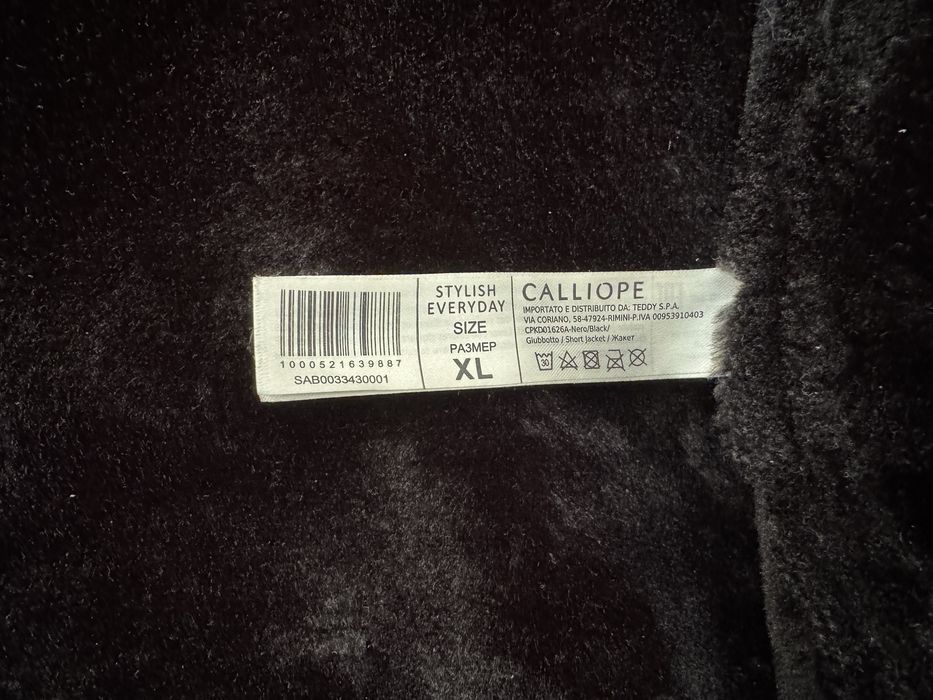 1000521639887
SAB0033430001
STYLISH
EVERYDAY
SIZE
РАЗМЕР
XL
CALLIOPE
IMPORTATO E DISTRIBUITO DA: TEDDY S.P.A.
VIA CORIANO, 58-47924-RIMINI-P.IVA 00953910403
CPKD01626A-Nero/Black/
Giubbotto / Short Jacket / Жакет
30